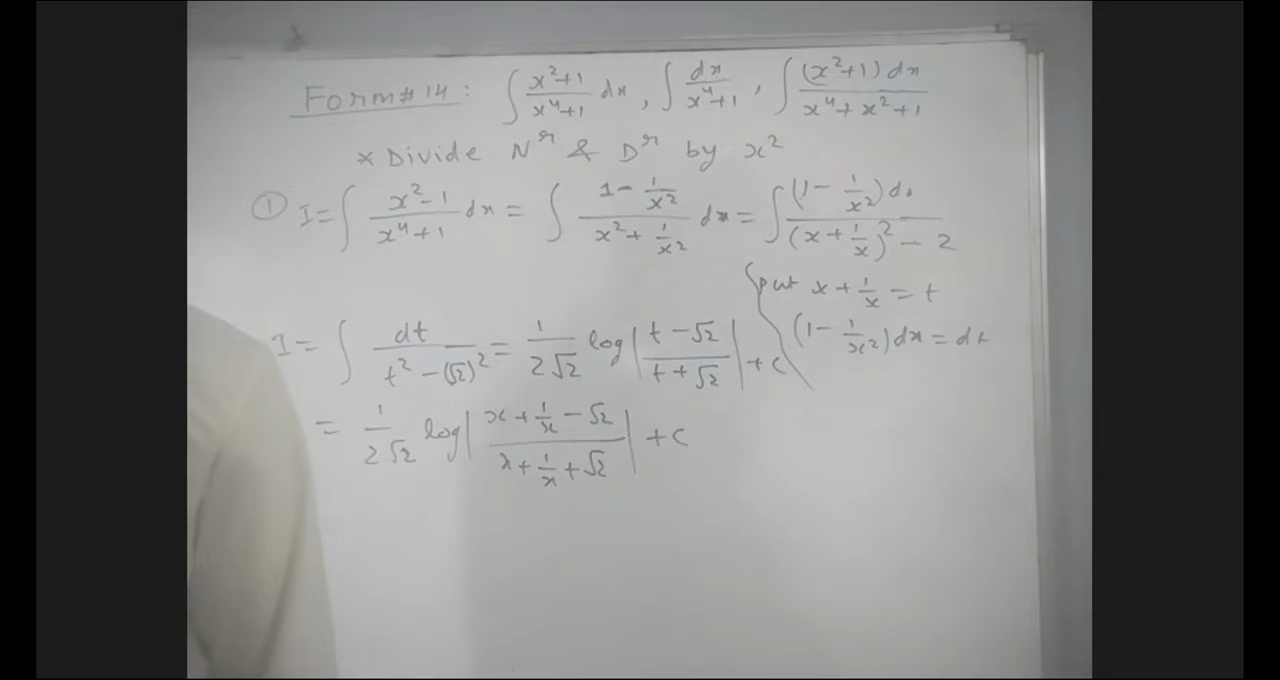 Form#14: ∫ x²+1/x⁴+1 dx, ∫ dx/x⁴+1, ∫ (x²+1)dx/x⁴+x²+1
* Divide Nʳ & Dʳ by x²
① I = ∫ x²-1/x⁴+1 dx = ∫ 1-1/x²/x²+1/x² dx = ∫ (1-1/x²)d/(x+1/x)²-2
put x+1/x = t
(1-1/x²)dx = dt
I = ∫ dt/t²-(√2)² = 1/2√2 log|t-√2/t+√2|+c
= 1/2√2 log|x+1/x-√2/x+1/x+√2|+c